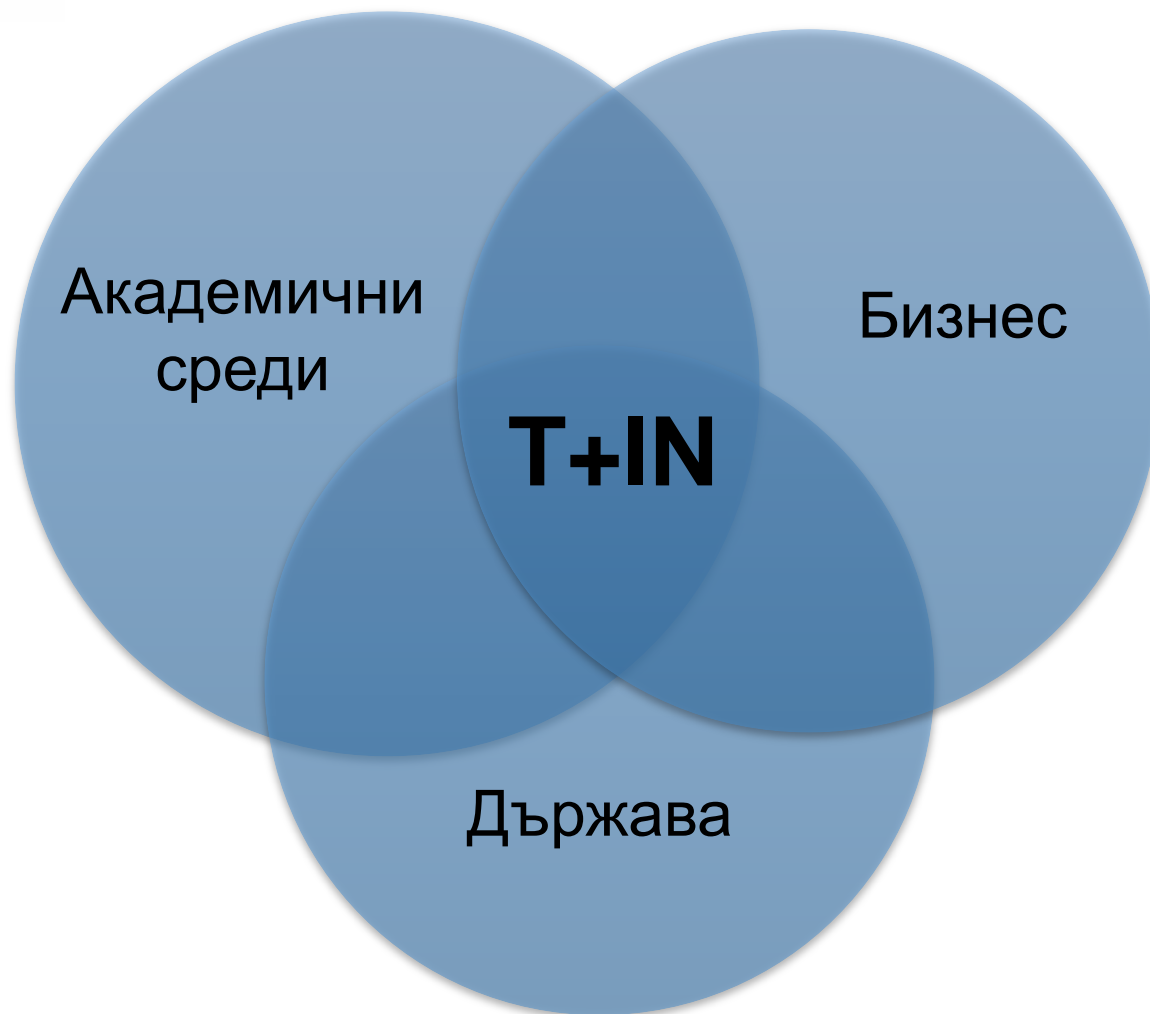 Академични
среди
Бизнес
T+IN
Държава